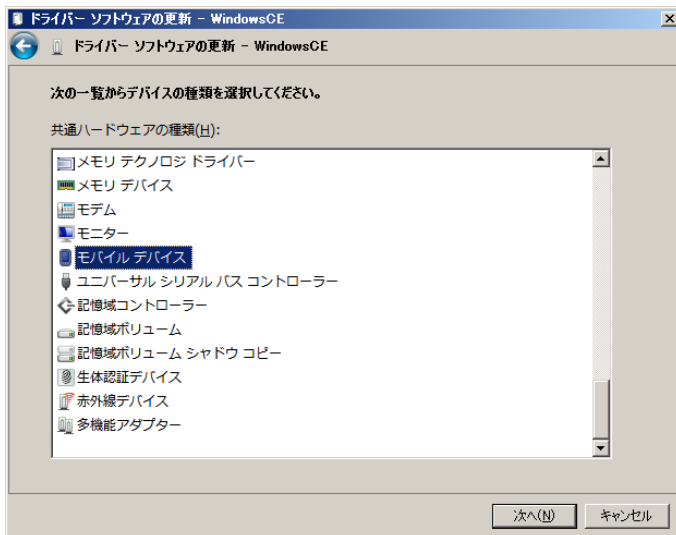 ドライバー ソフトウェアの更新 - WindowsCE
ドライバー ソフトウェアの更新 - WindowsCE
次の一覧からデバイスの種類を選択してください。
共通ハードウェアの種類(H):
メモリ テクノロジ ドライバー
メモリ デバイス
モデム
モニター
モバイル デバイス
ユニバーサル シリアル バス コントローラー
記憶域コントローラー
記憶域ボリューム
記憶域ボリューム シャドウ コピー
生体認証デバイス
赤外線デバイス
多機能アダプター
次へ(N)
キャンセル